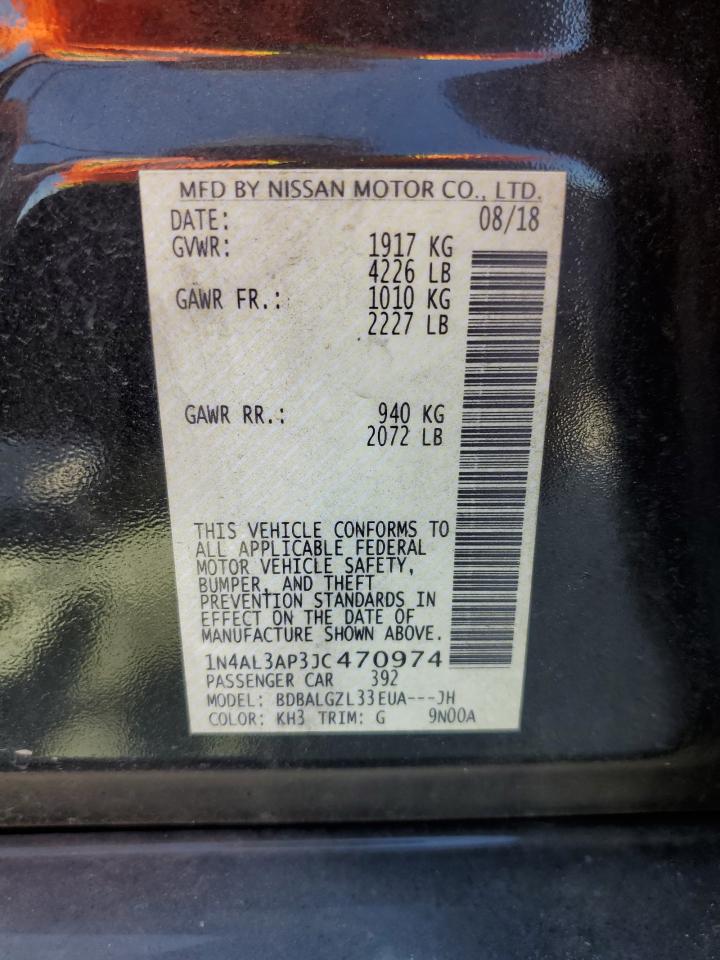 MFD BY NISSAN MOTOR CO., LTD.
DATE: 08/18
GVWR: 1917 KG
4226 LB
GAWR FR.: 1010 KG
2227 LB
GAWR RR.: 940 KG
2072 LB
THIS VEHICLE CONFORMS TO
ALL APPLICABLE FEDERAL
MOTOR VEHICLE SAFETY,
BUMPER, AND THEFT
PREVENTION STANDARDS IN
EFFECT ON THE DATE OF
MANUFACTURE SHOWN ABOVE.
1N4AL3AP3JC470974
PASSENGER CAR 392
MODEL: BDBALGZL33EUA---JH
COLOR: KH3 TRIM: G 9N00A